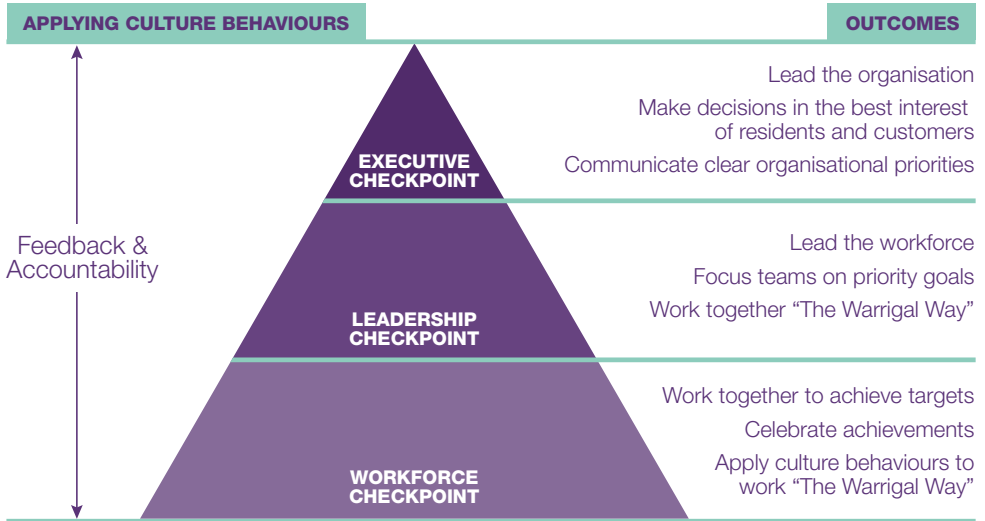 APPLYING CULTURE BEHAVIOURS
OUTCOMES
Feedback &
Accountability
EXECUTIVE
CHECKPOINT
Lead the organisation
Make decisions in the best interest
of residents and customers
Communicate clear organisational priorities
LEADERSHIP
CHECKPOINT
Lead the workforce
Focus teams on priority goals
Work together “The Warrigal Way”
WORKFORCE
CHECKPOINT
Work together to achieve targets
Celebrate achievements
Apply culture behaviours to
work “The Warrigal Way”